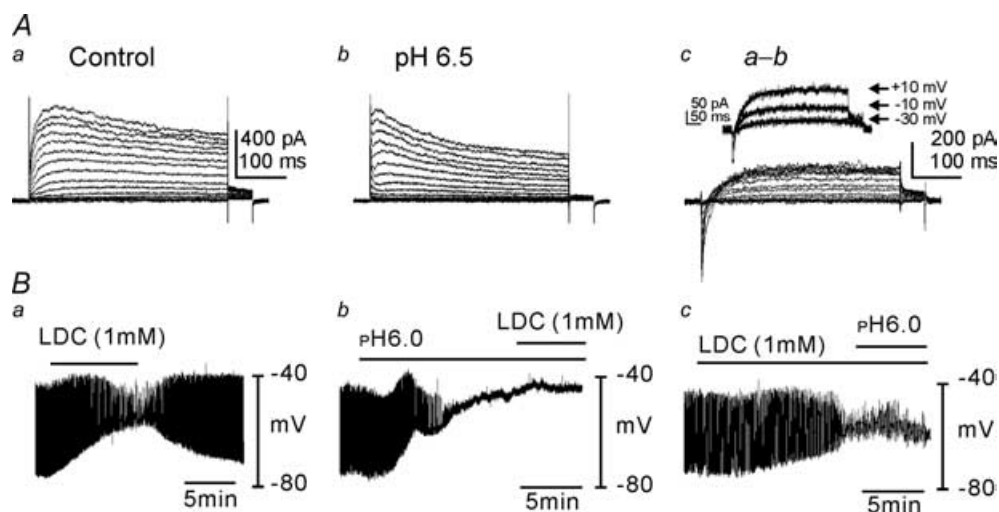 A
a Control
b pH 6.5
c a–b
400 pA
100 ms
50 pA
50 ms
+10 mV
-10 mV
-30 mV
200 pA
100 ms
B
a
LDC (1mM)
-40
mV
-80
5min
b
LDC (1mM)
PH6.0
-40
mV
-80
5min
c
PH6.0
LDC (1mM)
-40
mV
-80
5min